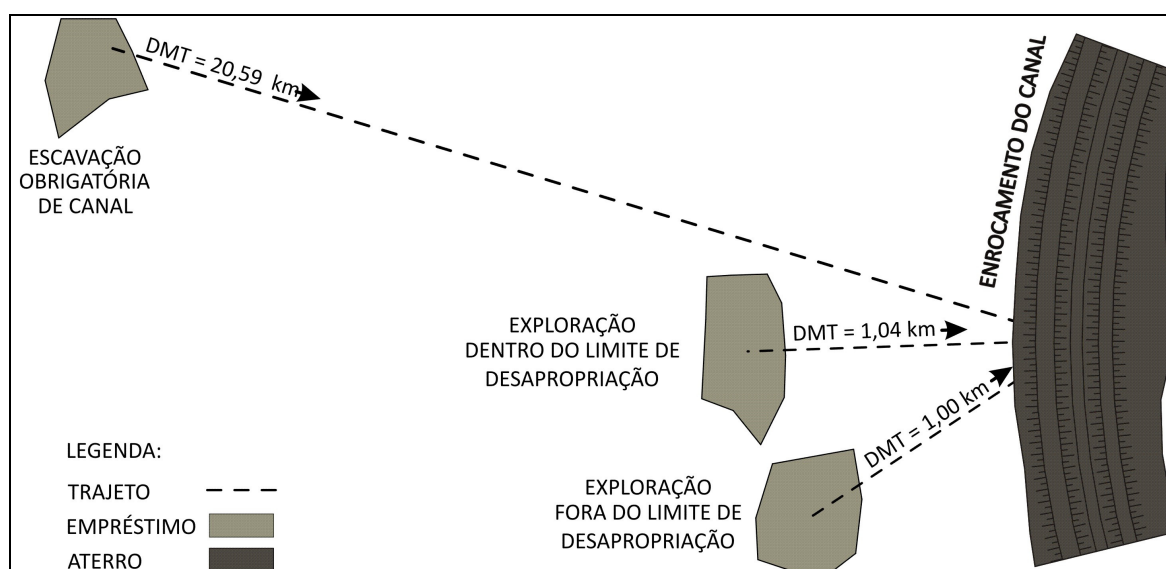 DMT = 20,59 km
ESCAVAÇÃO
OBRIGATÓRIA
DE CANAL
ENROCAMENTO DO CANAL
EXPLORAÇÃO
DENTRO DO LIMITE DE
DESAPROPRIAÇÃO
DMT = 1,04 km
DMT = 1,00 km
EXPLORAÇÃO
FORA DO LIMITE DE
DESAPROPRIAÇÃO
LEGENDA:
TRAJETO
EMPRÉSTIMO
ATERRO